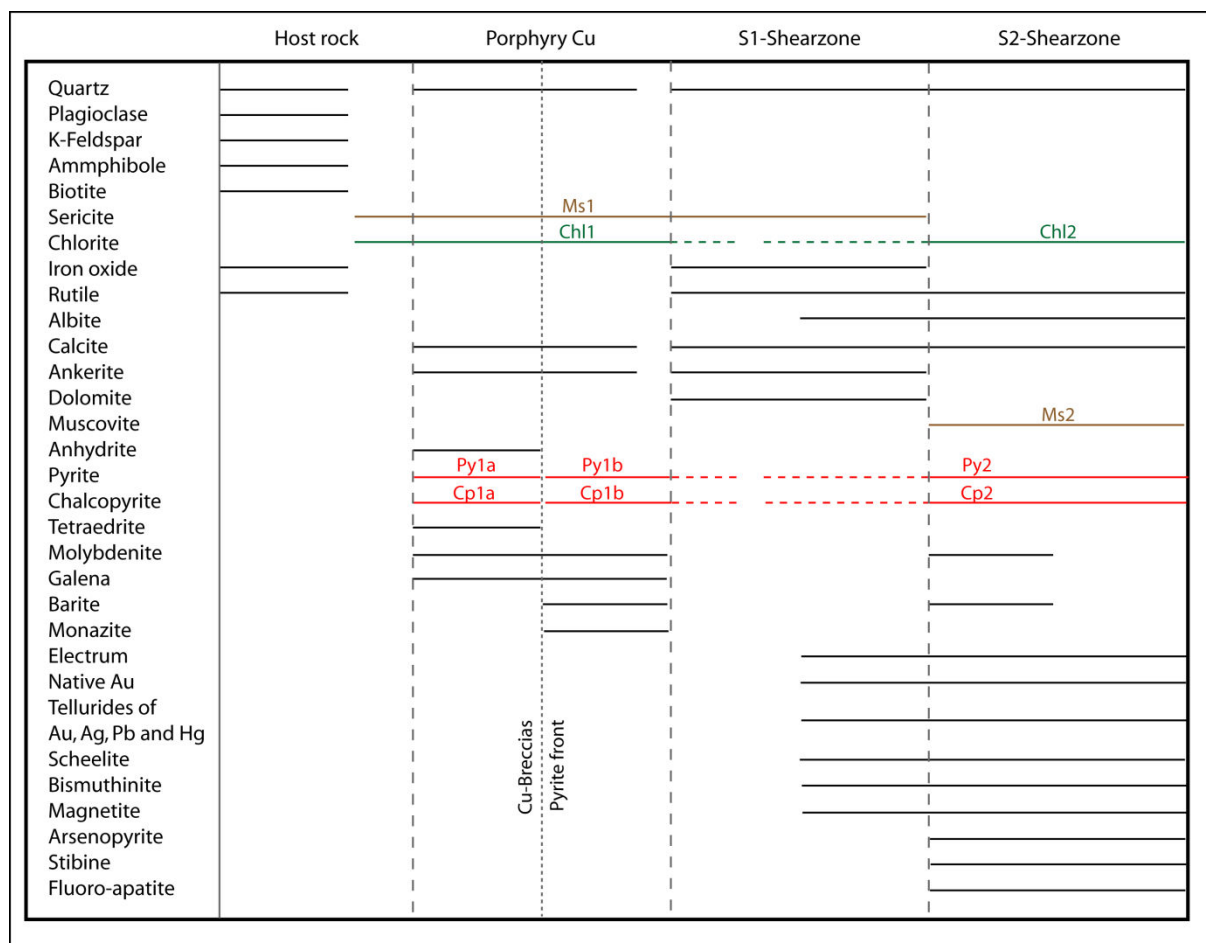 Host rock
Porphyry Cu
S1-Shearzone
S2-Shearzone
Quartz
Plagioclase
K-Feldspar
Ammphibole
Biotite
Sericite
Ms1
Chlorite
Chl1
Chl2
Iron oxide
Rutile
Albite
Calcite
Ankerite
Dolomite
Muscovite
Ms2
Anhydrite
Pyrite
Py1a
Py1b
Py2
Chalcopyrite
Cp1a
Cp1b
Cp2
Tetraedrite
Molybdenite
Galena
Barite
Monazite
Electrum
Native Au
Tellurides of
Au, Ag, Pb and Hg
Scheelite
Bismuthinite
Magnetite
Arsenopyrite
Stibine
Fluoro-apatite
Cu-Breccias
Pyrite front